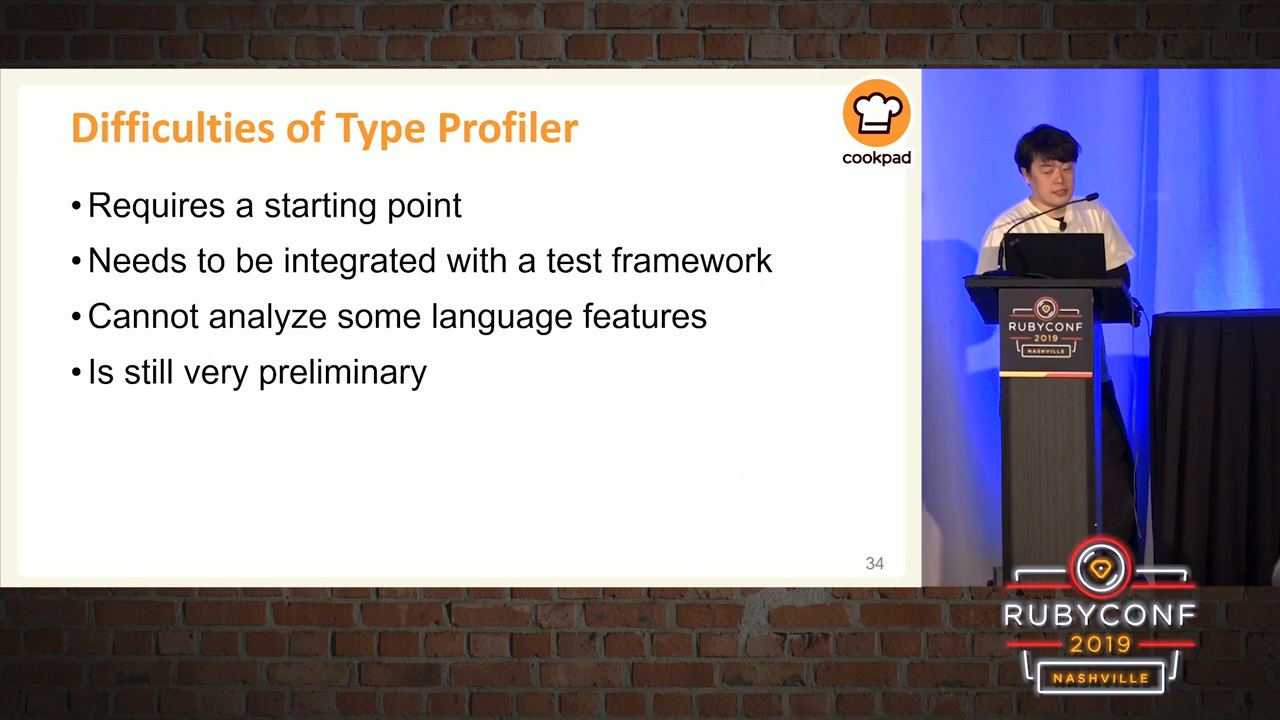 Difficulties of Type Profiler
cookpad
•Requires a starting point
•Needs to be integrated with a test framework
•Cannot analyze some language features
•Is still very preliminary
34
RUBYCONF
2019
NASHVILLE
RUBYCONF
2019
NASHVILLE